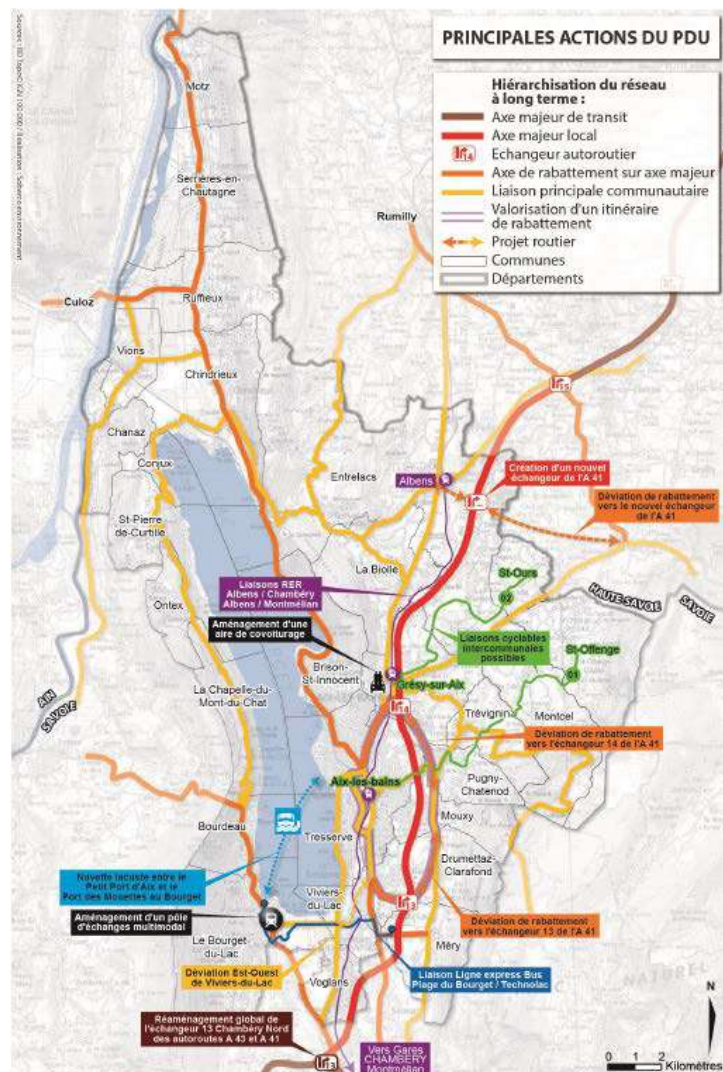 PRINCIPALES ACTIONS DU PDU
Hiérarchisation du réseau
à long terme :
Axe majeur de transit
Axe majeur local
Echangeur autoroutier
Axe de rabattement sur axe majeur
Liaison principale communautaire
Valorisation d'un itinéraire
de rabattement
Projet routier
Communes
Départements
Motz
Serrières-en-
Chautagne
Rumilly
Culoz
Ruffieux
Vions
Chindrieux
15
Chanaz
Conjux
Entrelacs
Albens
Création d'un nouvel
échangeur de l'A 41
Déviation de rabattement
vers le nouvel échangeur
de l'A 41
St-Pierre
de-Curtille
La Biolle
St-Ours
02
HAUTE-SAVOIE
SAVOIE
Liaisons RER
Albens / Chambéry
Albens / Montmélian
Ontex
Aménagement d'une
aire de covoiturage
Liaisons cyclables
intercommunales
possibles
St-Offenge
01
Brison-
St-Innocent
Grésy-sur-Aix
14
AIN
SAVOIE
La Chapelle-du-
Mont-du-Chat
Trévignin
Montcel
Déviation de rabattement
vers l'échangeur 14 de l'A 41
Aix-les-bains
Pugny-
Chatenod
Mouxy
Bourdeau
Tresserve
Drumettaz-
Clarafond
Navette lacustre entre le
Petit Port d'Aix et le
Port des Mouettes au Bourget
Viviers-
du-Lac
13
Aménagement d'un pôle
d'échanges multimodal
Déviation de rabattement
vers l'échangeur 13 de l'A 41
Le Bourget-
du-Lac
Méry
Déviation Est-Ouest
de Viviers-du-Lac
Voglans
Liaison Ligne express Bus
Plage du Bourget / Technolac
Réaménagement global de
l'échangeur 13 Chambéry Nord
des autoroutes A 43 et A 41
13
Vers Gares
CHAMBÉRY
Montmélian
N
0 1 2
Kilomètres